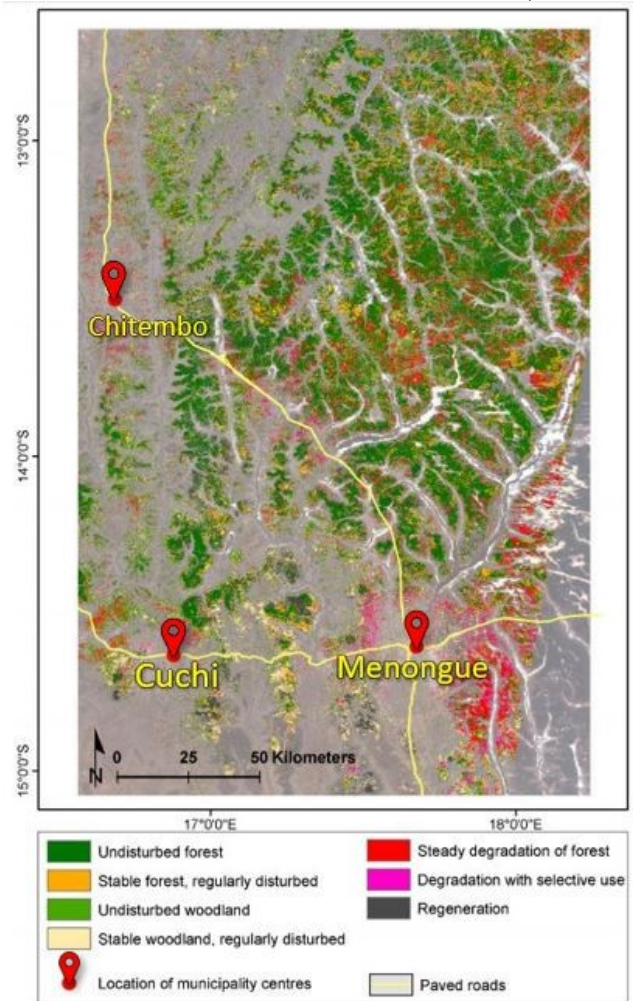 13°0'0"S
Chitembo
14°0'0"S
Cuchi
Menongue
N
0 25 50 Kilometers
15°0'0"S
17°0'0"E 18°0'0"E
Undisturbed forest
Stable forest, regularly disturbed
Undisturbed woodland
Stable woodland, regularly disturbed
Location of municipality centres
Steady degradation of forest
Degradation with selective use
Regeneration
Paved roads